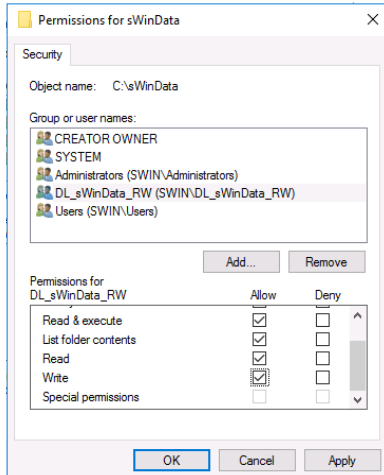 Permissions for sWinData
Security
Object name: C:\sWinData
Group or user names:
CREATOR OWNER
SYSTEM
Administrators (SWIN\Administrators)
DL_sWinData_RW (SWIN\DL_sWinData_RW)
Users (SWIN\Users)
Add... Remove
Permissions for
DL_sWinData_RW Allow Deny
Read & execute
List folder contents
Read
Write
Special permissions
OK Cancel Apply